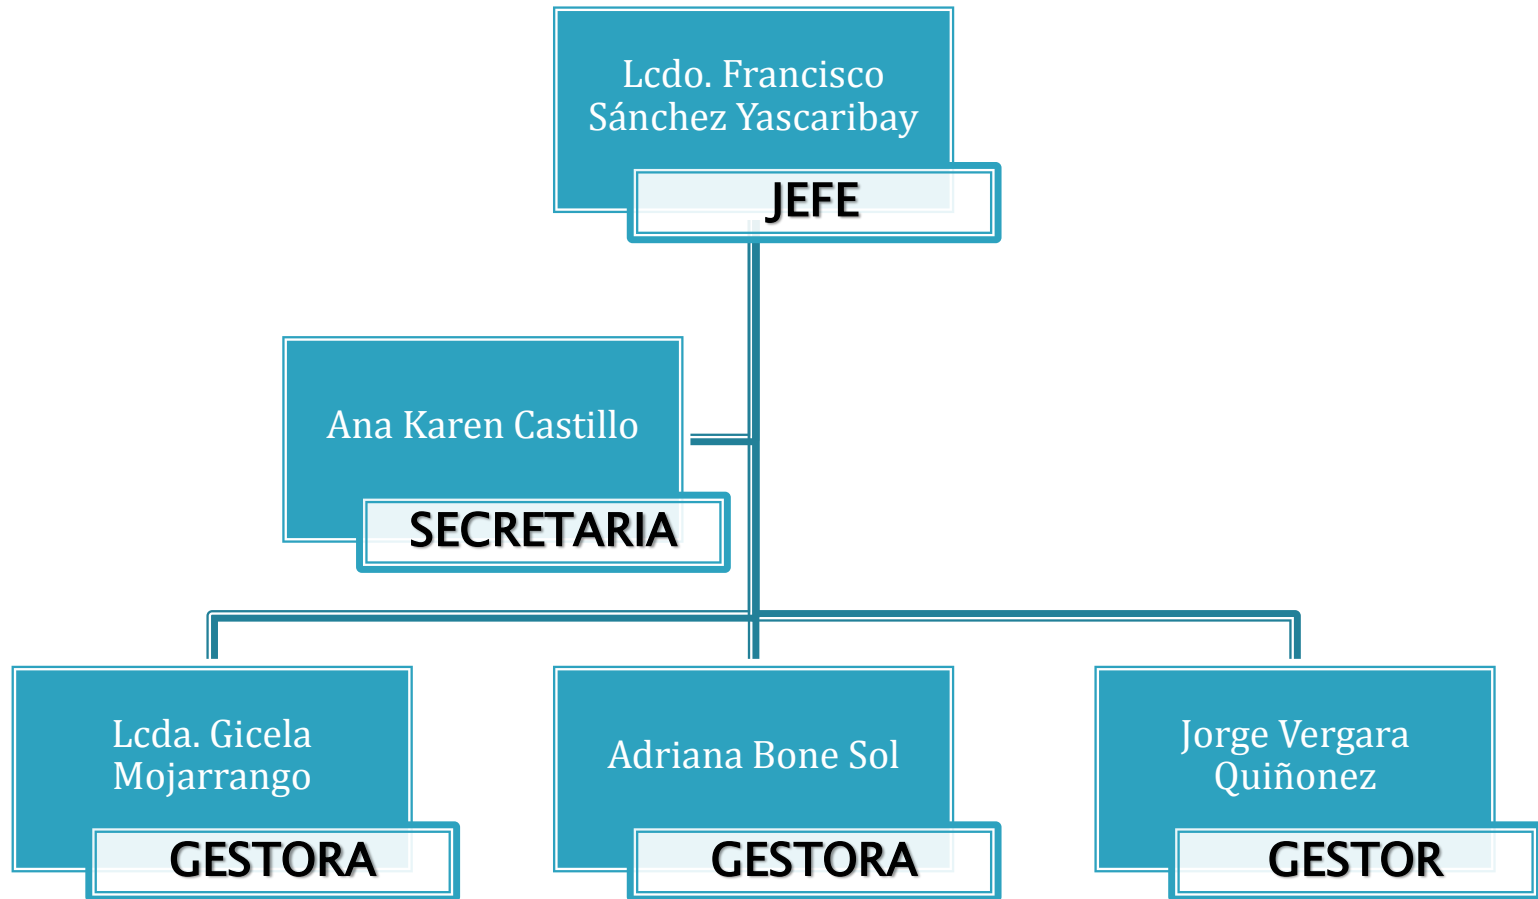 Lcdo. Francisco
Sánchez Yascaribay
JEFE
Ana Karen Castillo
SECRETARIA
Lcda. Gicela
Mojarrango
GESTORA
Adriana Bone Sol
GESTORA
Jorge Vergara
Quiñonez
GESTOR